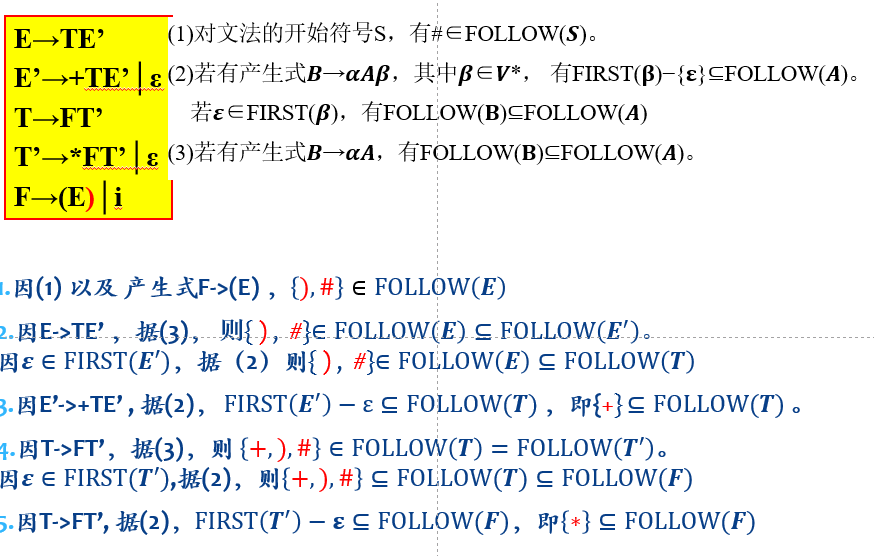 E→TE’
E’→+TE’│ε
T→FT’
T’→*FT’│ε
F→(E)│i
(1)对文法的开始符号S，有#∈FOLLOW(S)。
(2)若有产生式B→αAβ，其中β∈V*， 有FIRST(β)−{ε}⊆FOLLOW(A)。
若ε∈FIRST(β)，有FOLLOW(B)⊆FOLLOW(A)
(3)若有产生式B→αA，有FOLLOW(B)⊆FOLLOW(A)。
1.因(1) 以及 产生式F->(E) ，{), #} ∈ FOLLOW(E)
2.因E->TE’ ，据(3)， 则{ ) , #}∈ FOLLOW(E) ⊆ FOLLOW(E′)。
因ε ∈ FIRST(E′)，据（2）则{ ) , #}∈ FOLLOW(E) ⊆ FOLLOW(T)
3.因E’->+TE’ , 据(2)， FIRST(E′) − ε ⊆ FOLLOW(T) ，即{+} ⊆ FOLLOW(T) 。
4.因T->FT’，据(3)，则 {+, ), #} ∈ FOLLOW(T) = FOLLOW(T′)。
因ε ∈ FIRST(T′),据(2)，则{+, ), #} ⊆ FOLLOW(T) ⊆ FOLLOW(F)
5.因T->FT’, 据(2)，FIRST(T′) − ε ⊆ FOLLOW(F)，即{*} ⊆ FOLLOW(F)